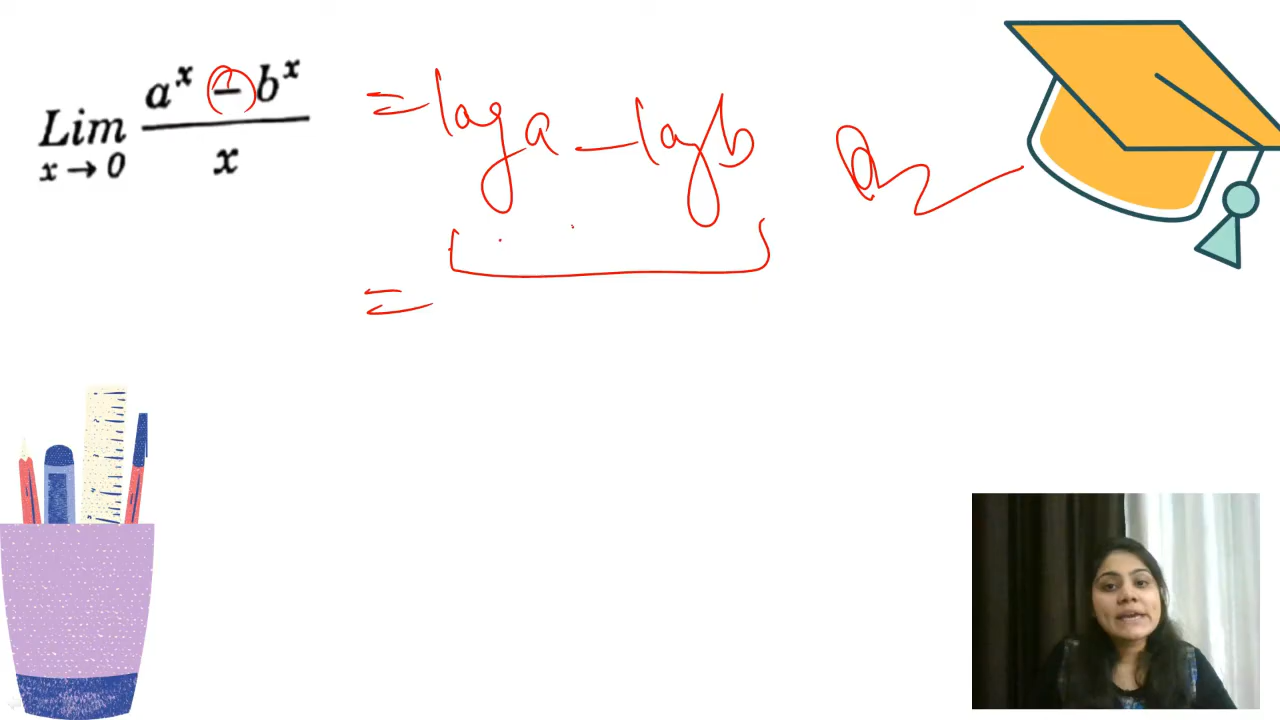 Lim x → 0 a^x − b^x / x = log a − log b Or
=